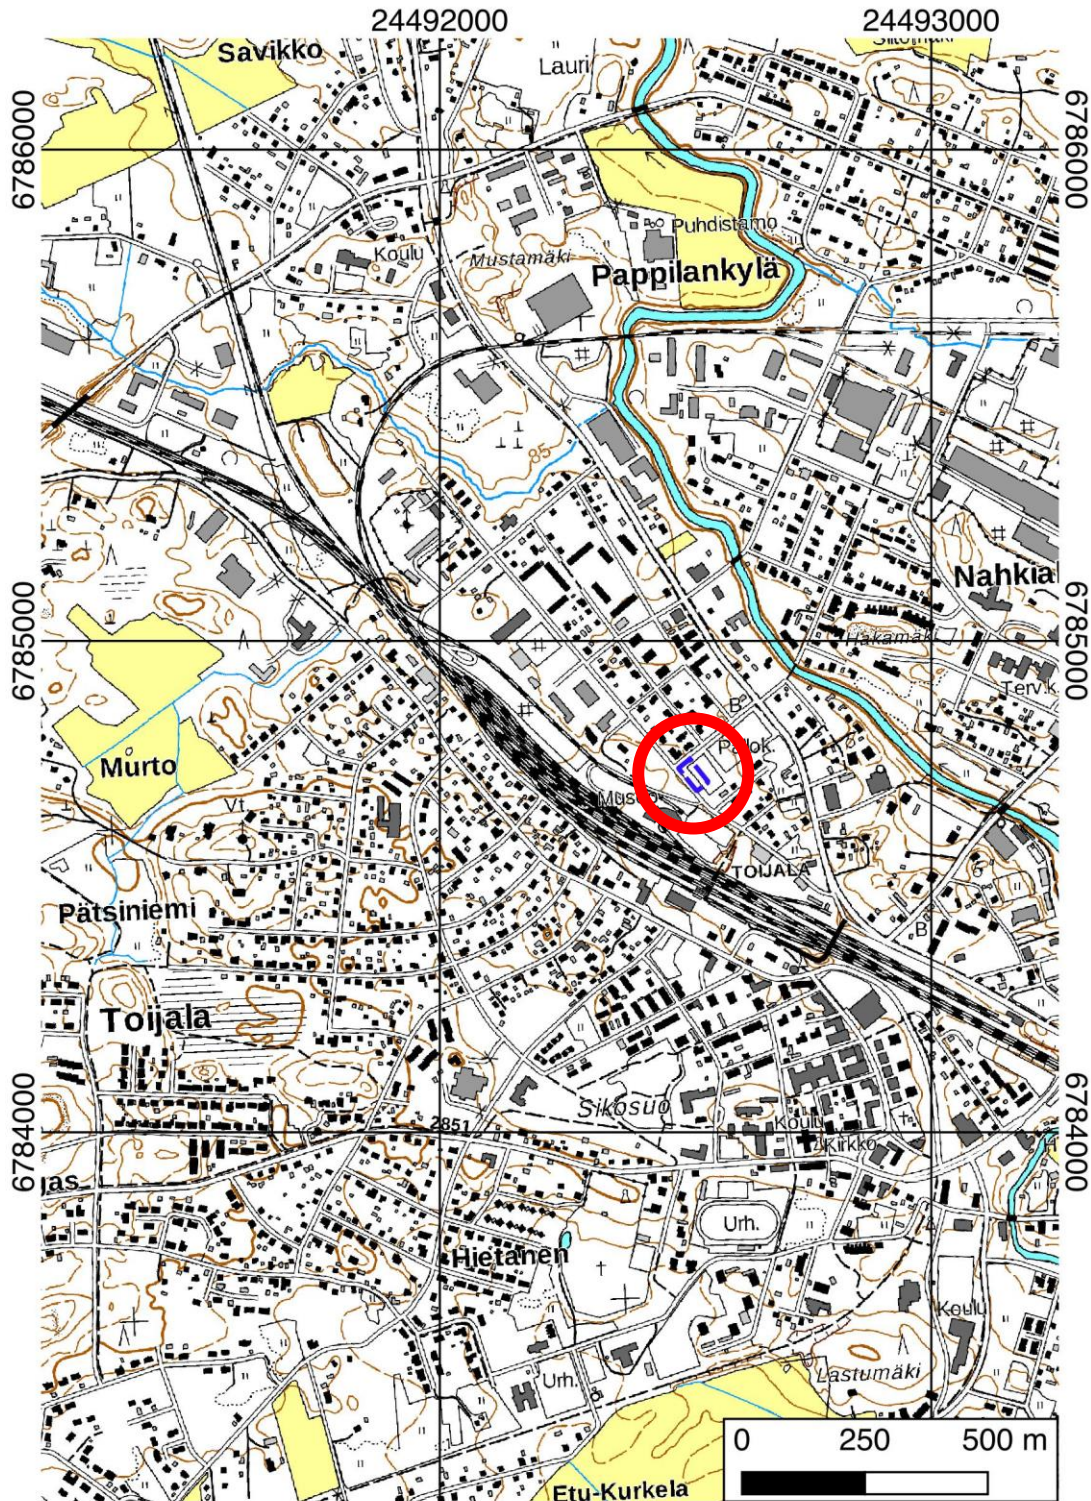 24492000
24493000
Savikko
Lauri
6786000
6786000
Puhdistamo
Koulu
Mustamäki
Pappilankylä
85
Nahkia
6785000
6785000
Hakamäki
Terv.k
B
Palok.
Murto
Vt.
TOIJALA
Pätsiniemi
B
Toijala
Sikosuo
Koulu
2851
Kirkko
6784000
6784000
Urh.
Hietanen
Koulu
Lastumäki
Urh.
0 250 500 m
Etu-Kurkela